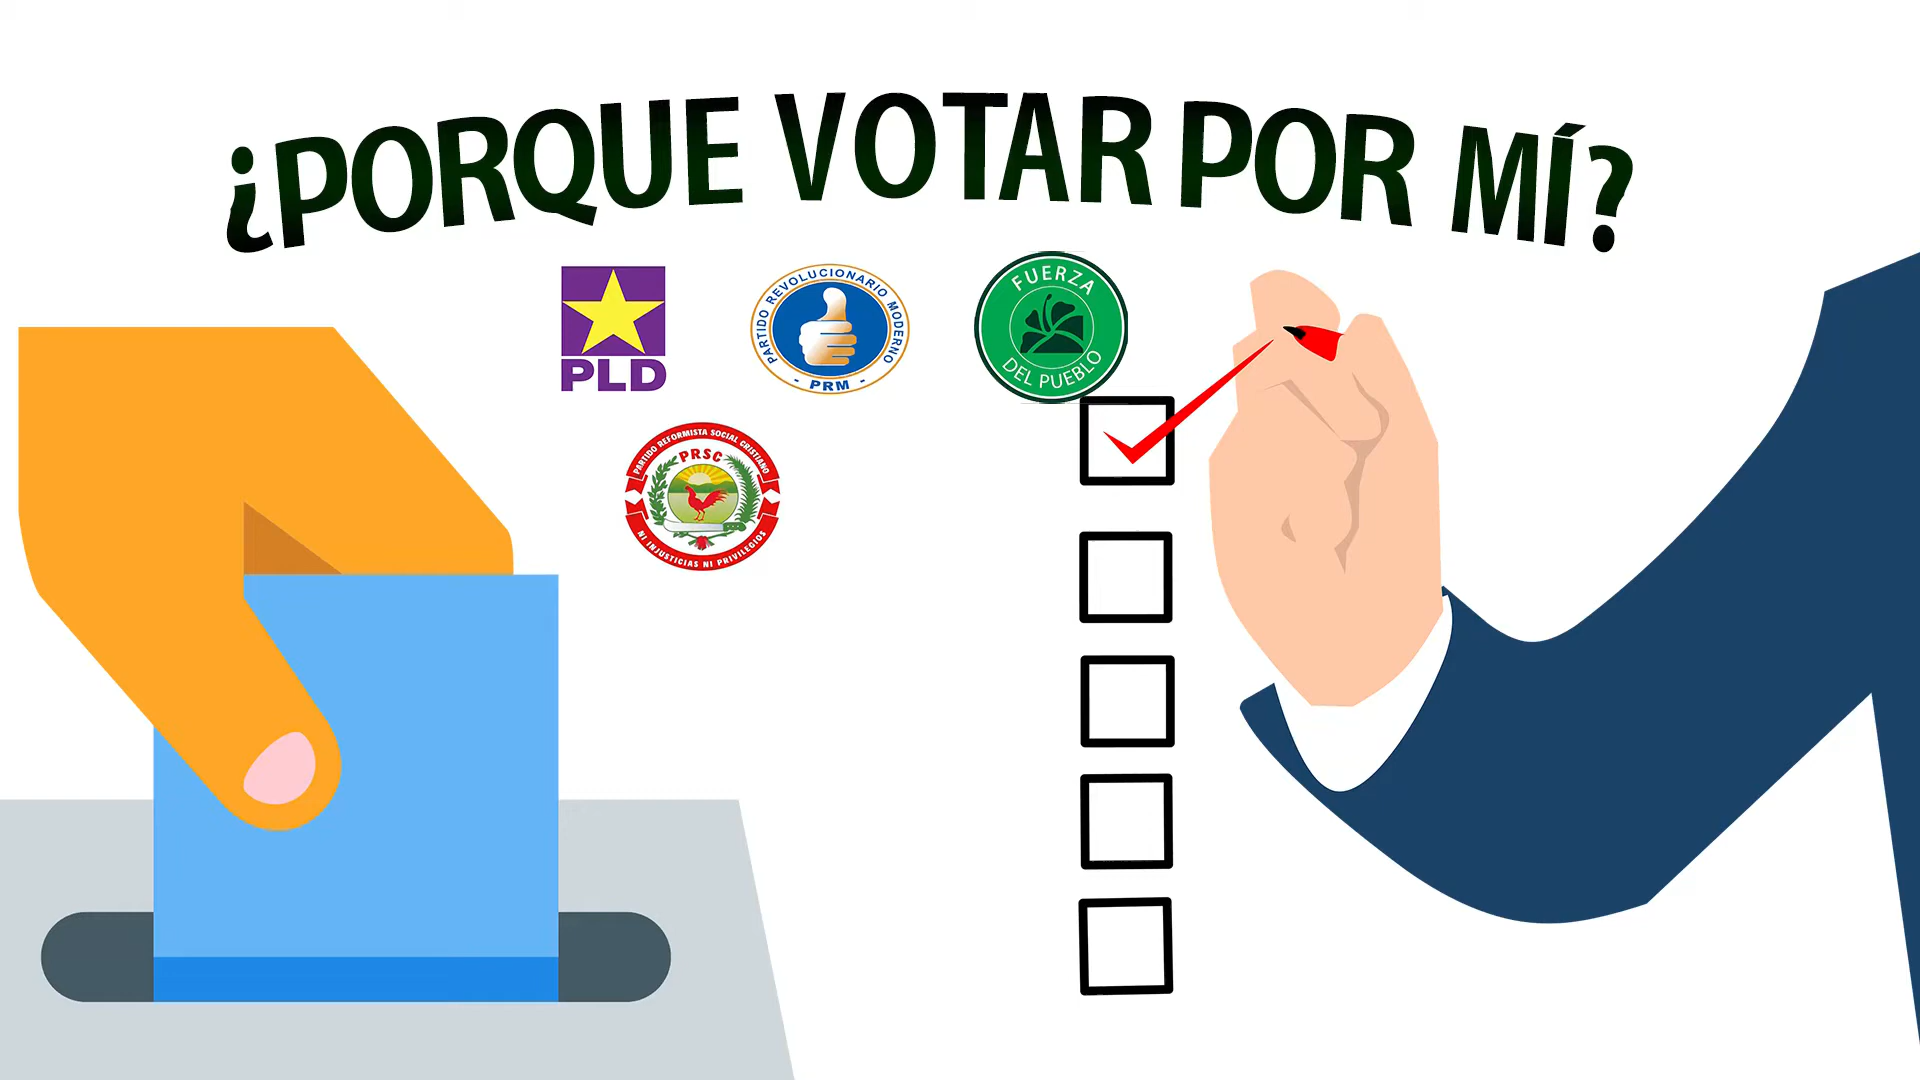 ¿PORQUE VOTAR POR MÍ?
PLD
PARTIDO REVOLUCIONARIO MODERNO
- PRM -
FUERZA
DEL PUEBLO
PARTIDO REFORMISTA SOCIAL CRISTIANO
PRSC
NI INJUSTICIAS NI PRIVILEGIOS